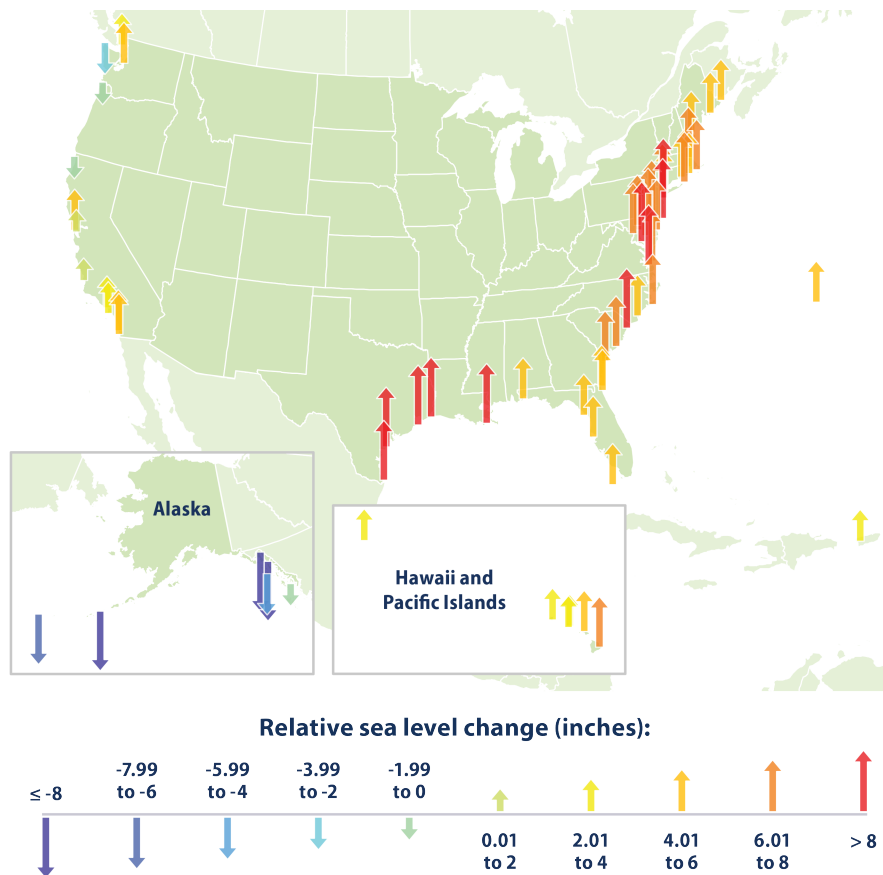 Alaska
Hawaii and
Pacific Islands
Relative sea level change (inches):
≤ -8
-7.99
to -6
-5.99
to -4
-3.99
to -2
-1.99
to 0
0.01
to 2
2.01
to 4
4.01
to 6
6.01
to 8
> 8